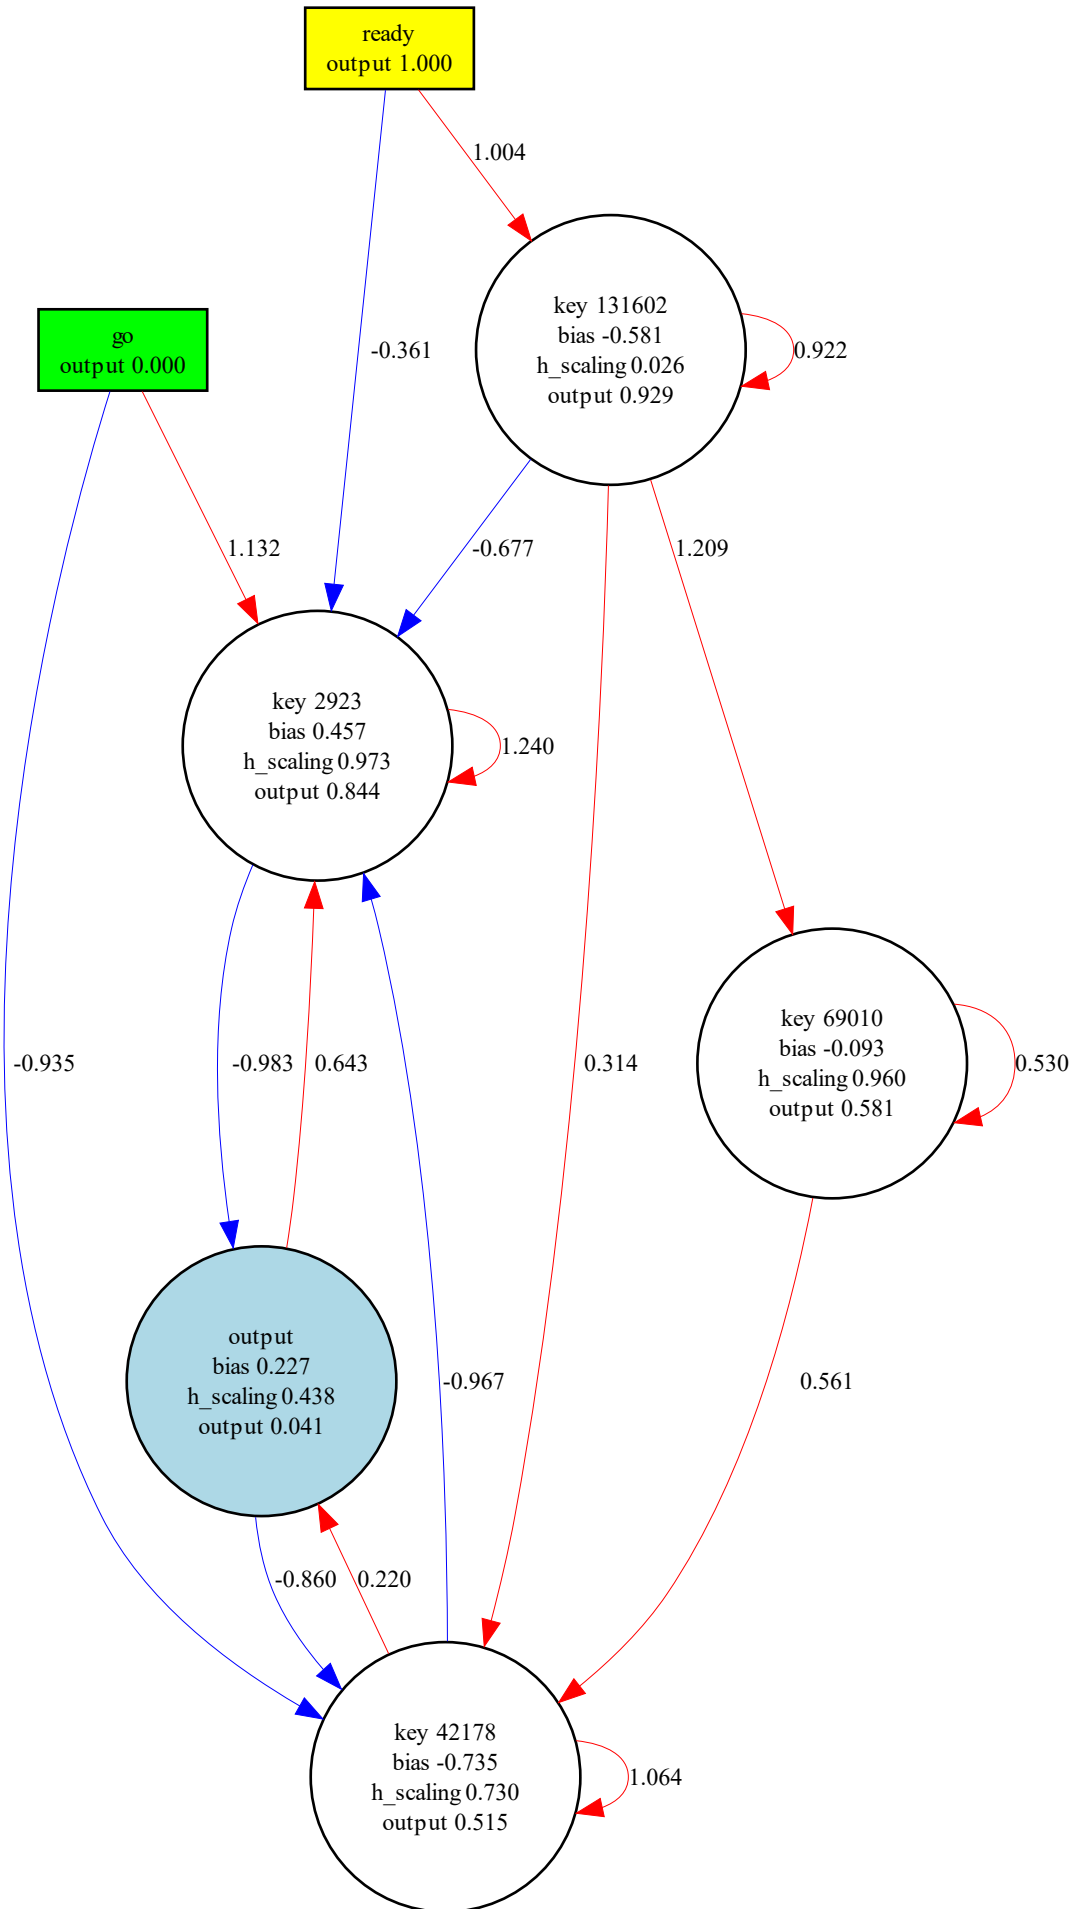 ready
output 1.000
1.004
key 131602
bias -0.581
h_scaling 0.026
output 0.929
0.922
go
output 0.000
-0.361
1.132
-0.677
1.209
key 2923
bias 0.457
h_scaling 0.973
output 0.844
1.240
-0.935
-0.983
0.643
0.314
key 69010
bias -0.093
h_scaling 0.960
output 0.581
0.530
output
bias 0.227
h_scaling 0.438
output 0.041
-0.967
0.561
-0.860
0.220
key 42178
bias -0.735
h_scaling 0.730
output 0.515
1.064